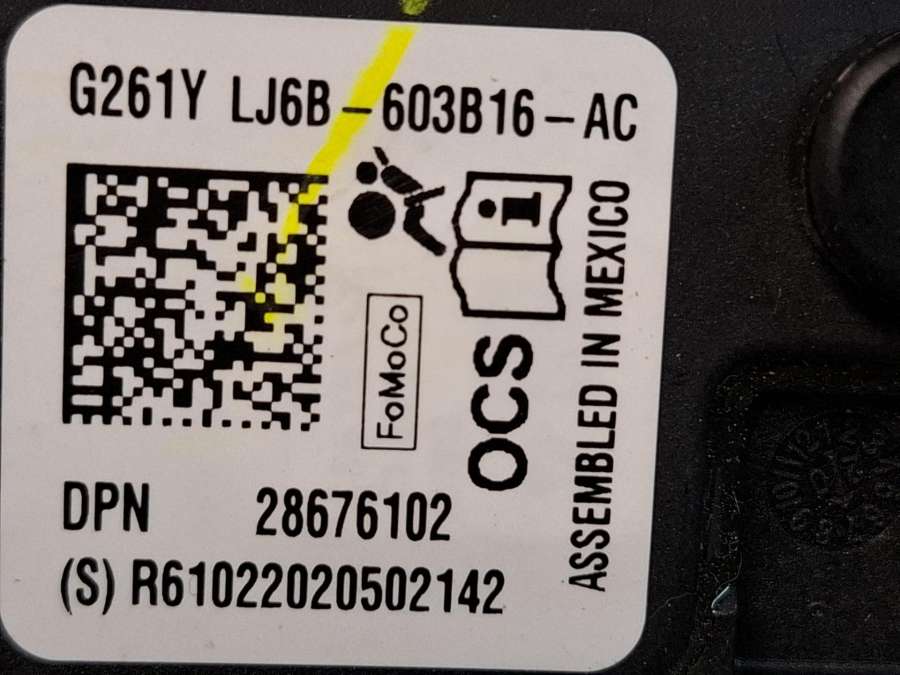 G261Y LJ6B-603B16-AC
FoMoCo
OCS
ASSEMBLED IN MEXICO
DPN 28676102
(S) R61022020502142